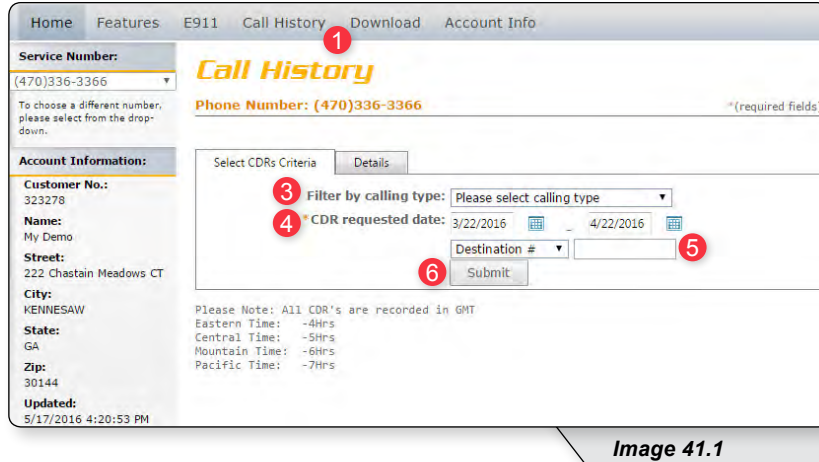 Home Features E911 Call History Download Account Info
1
Service Number:
(470)336-3366
To choose a different number,
please select from the drop-
down.
Account Information:
Customer No.:
323278
Name:
My Demo
Street:
222 Chastain Meadows CT
City:
KENNESAW
State:
GA
Zip:
30144
Updated:
5/17/2016 4:20:53 PM
Call History
Phone Number: (470)336-3366 *(required fields)
Select CDRs Criteria Details
3 Filter by calling type: Please select calling type
4 *CDR requested date: 3/22/2016 - 4/22/2016
Destination # 5
6 Submit
Please Note: All CDR's are recorded in GMT
Eastern Time: -4Hrs
Central Time: -5Hrs
Mountain Time: -6Hrs
Pacific Time: -7Hrs
Image 41.1